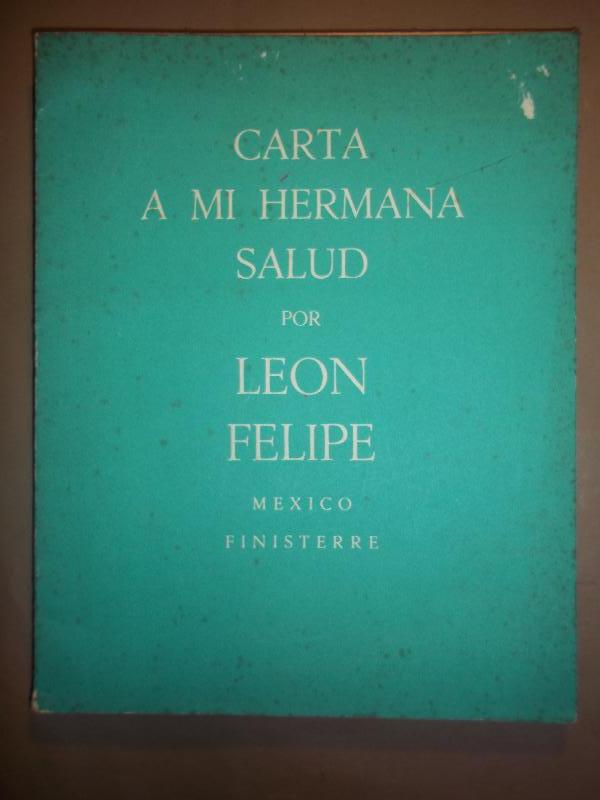 CARTA
A MI HERMANA
SALUD
POR
LEON
FELIPE
MEXICO
FINISTERRE